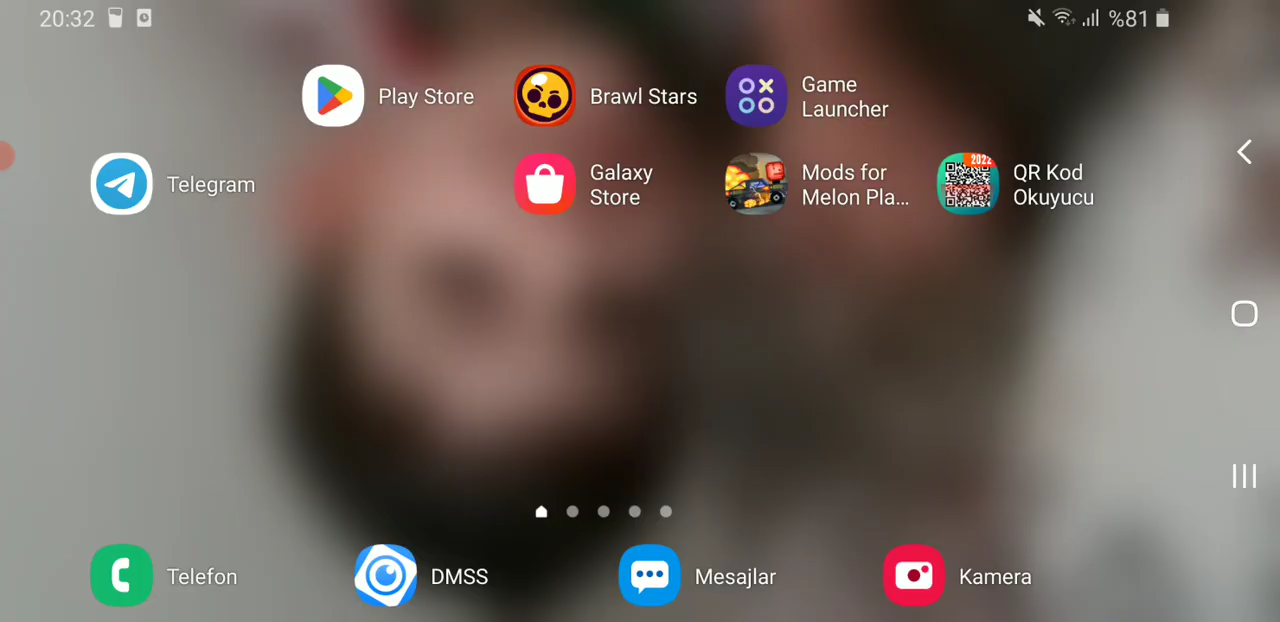 20:32 %81
Play Store
Brawl Stars
Game
Launcher
Telegram
Galaxy
Store
Mods for
Melon Pla...
2022
QR Kod
Okuyucu
Telefon
DMSS
Mesajlar
Kamera